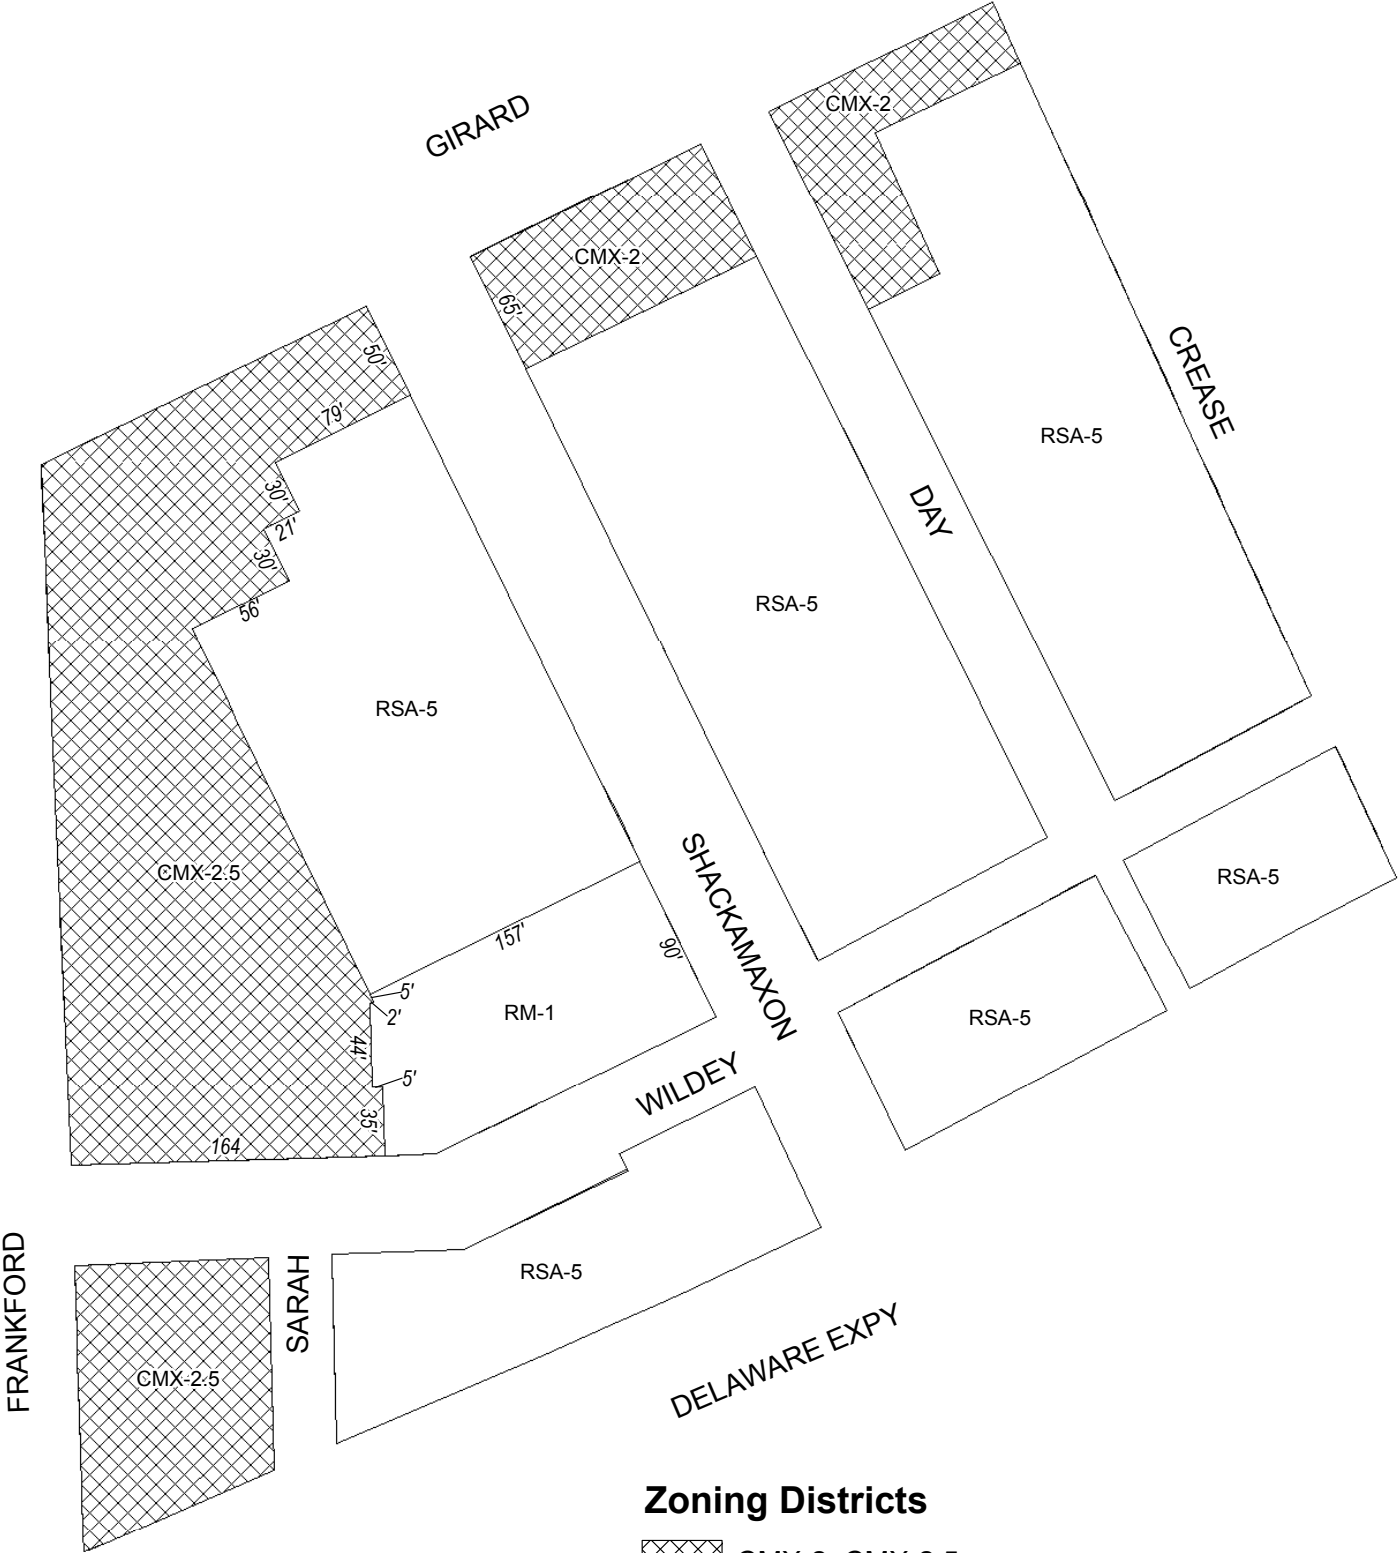 GIRARD
CMX-2
CMX-2
65'
50'
79'
30'
21'
30'
56'
CREASE
RSA-5
DAY
RSA-5
RSA-5
CMX-2.5
SHACKAMAXON
RSA-5
157'
90'
5'
2'
RM-1
RSA-5
44'
5'
WILDEY
35'
164
FRANKFORD
SARAH
RSA-5
DELAWARE EXPY
CMX-2.5
Zoning Districts